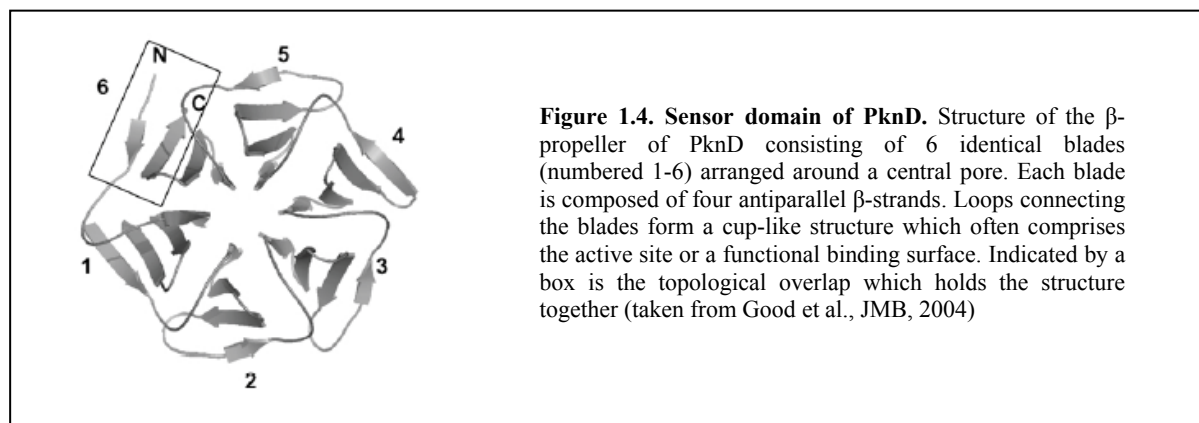 N
5
6
C
4
1
3
2
Figure 1.4. Sensor domain of PknD. Structure of the β-
propeller of PknD consisting of 6 identical blades
(numbered 1-6) arranged around a central pore. Each blade
is composed of four antiparallel β-strands. Loops connecting
the blades form a cup-like structure which often comprises
the active site or a functional binding surface. Indicated by a
box is the topological overlap which holds the structure
together (taken from Good et al., JMB, 2004)